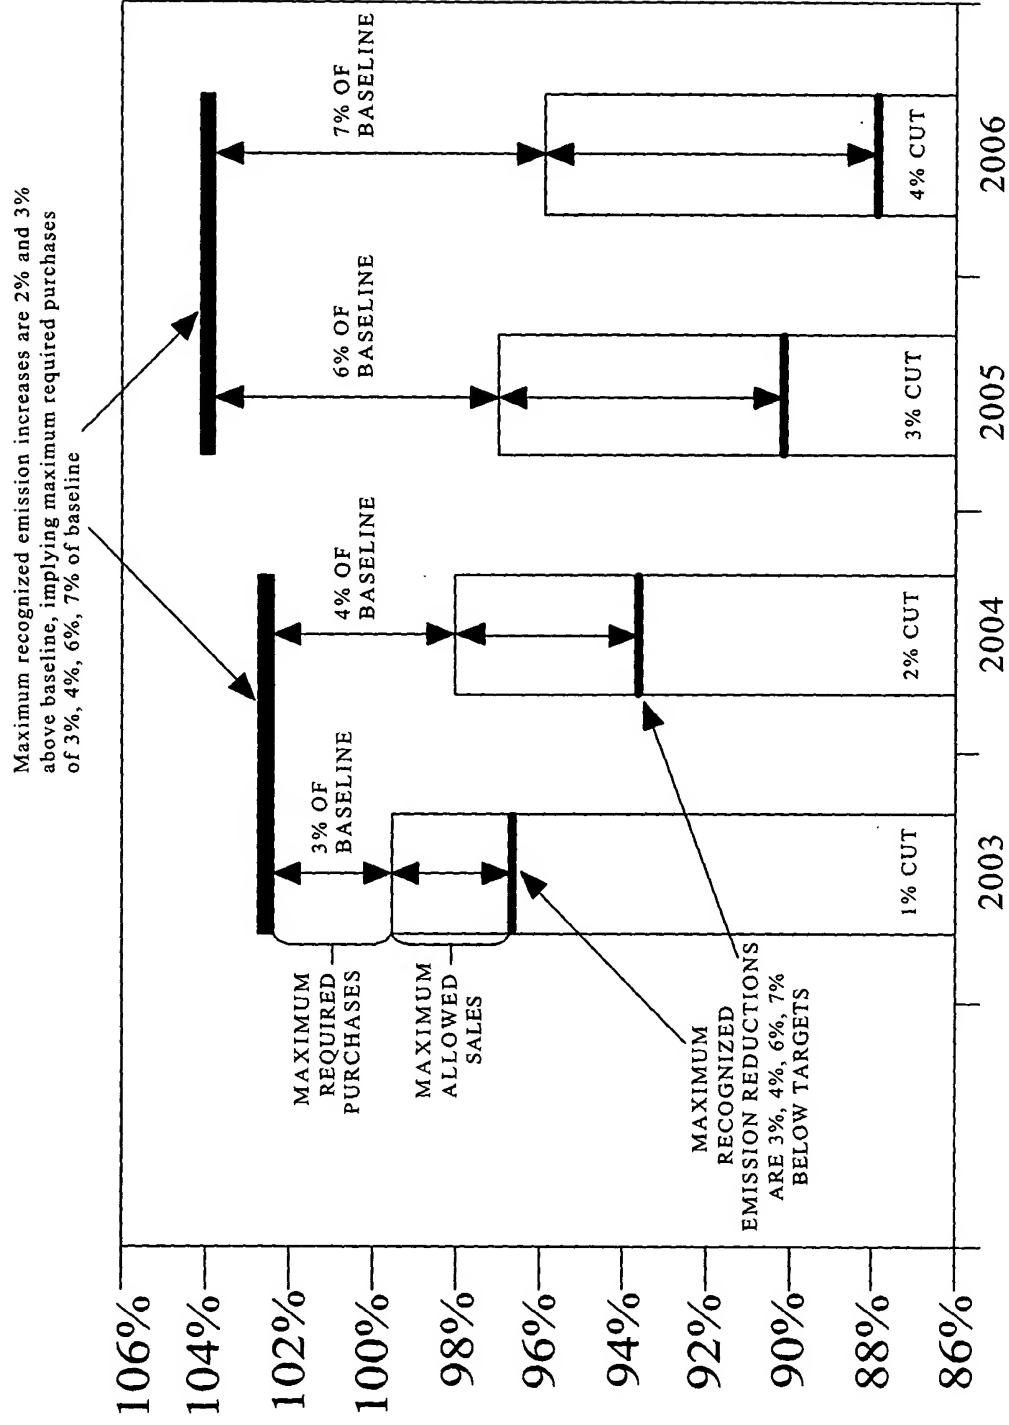 Maximum recognized emission increases are 2% and 3%
above baseline, implying maximum required purchases
of 3%, 4%, 6%, 7% of baseline
106%
104%
102%
100%
98%
96%
94%
92%
90%
88%
86%
MAXIMUM
REQUIRED
PURCHASES
MAXIMUM
ALLOWED
SALES
MAXIMUM
RECOGNIZED
EMISSION REDUCTIONS
ARE 3%, 4%, 6%, 7%
BELOW TARGETS
3% OF
BASELINE
4% OF
BASELINE
6% OF
BASELINE
7% OF
BASELINE
1% CUT
2% CUT
3% CUT
4% CUT
2003
2004
2005
2006